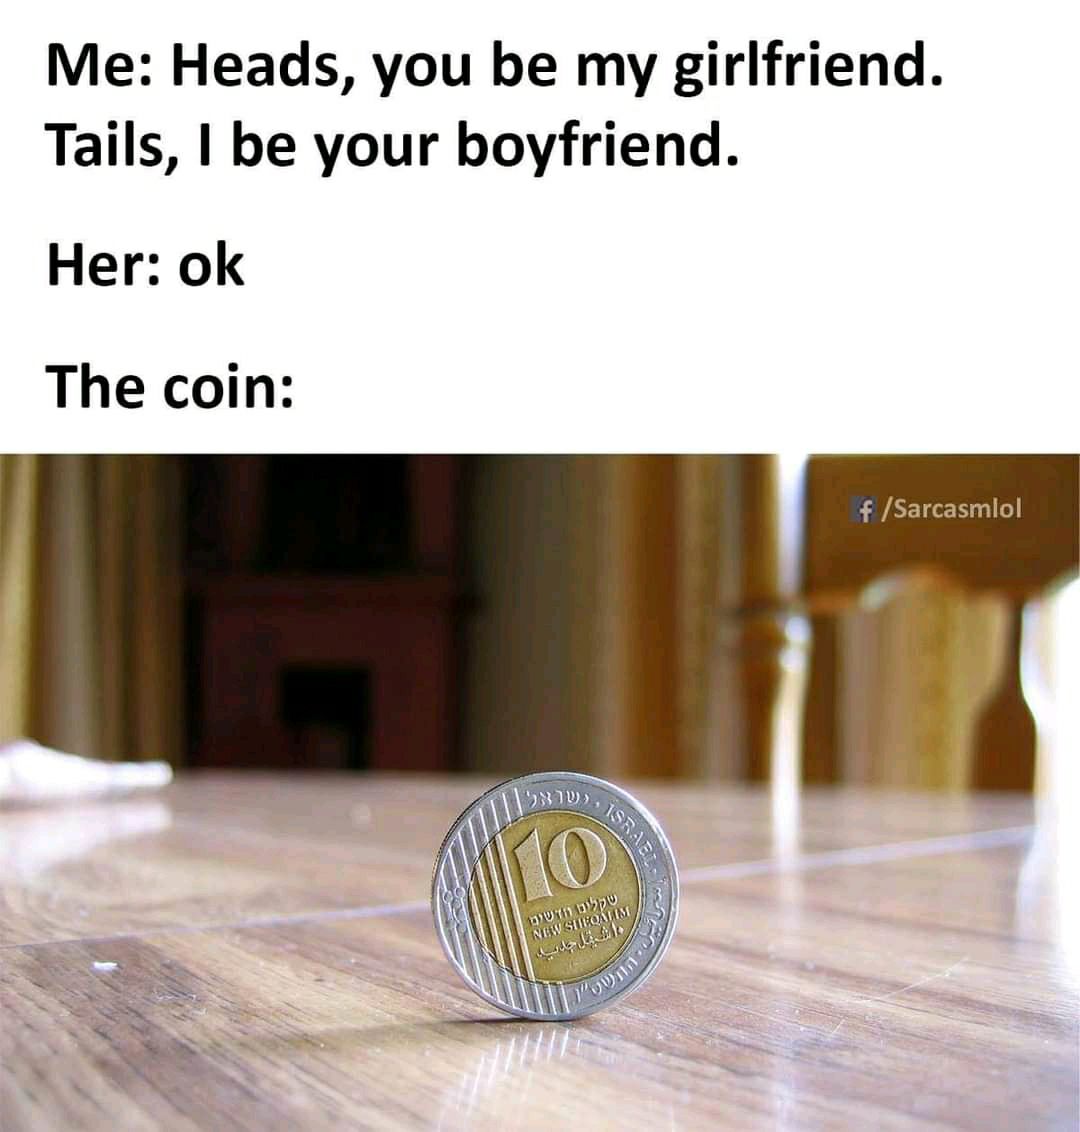 Me: Heads, you be my girlfriend.
Tails, I be your boyfriend.
Her: ok
The coin:
f /Sarcasmlol
ישראל · ISRAEL ·
10
שקלים חדשים
NEW SHEQALIM